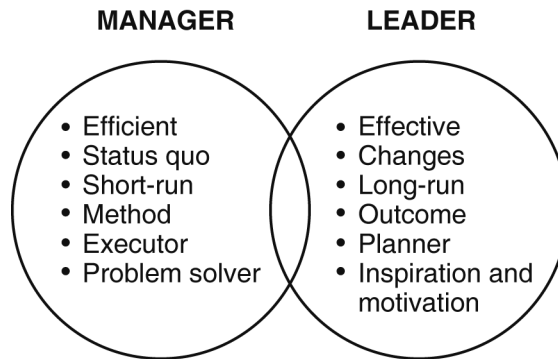 MANAGER
LEADER
• Efficient
• Status quo
• Short-run
• Method
• Executor
• Problem solver
• Effective
• Changes
• Long-run
• Outcome
• Planner
• Inspiration and
motivation